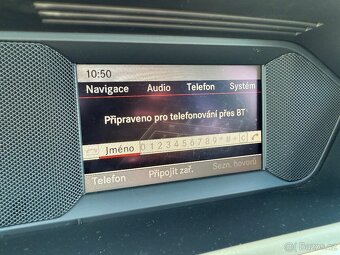 10:50
Navigace Audio Telefon Systém
Připraveno pro telefonování přes BT
Jméno 0 1 2 3 4 5 6 7 8 9 * # + C
Telefon Připojit zař. Sezn. hovorů